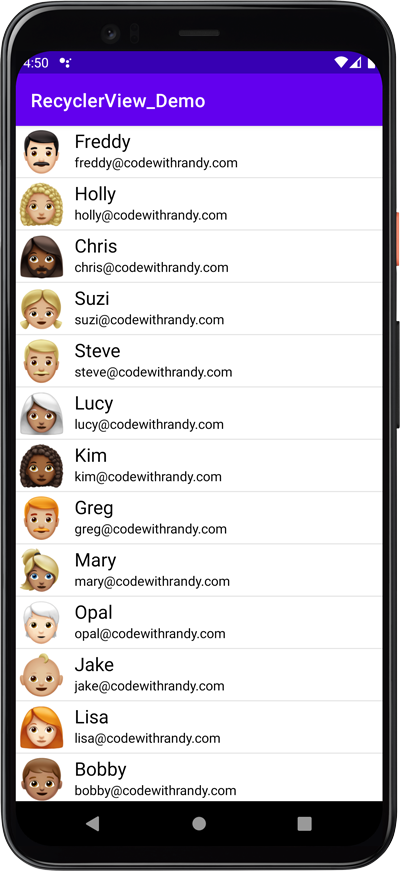 4:50
RecyclerView_Demo
Freddy
freddy@codewithrandy.com
Holly
holly@codewithrandy.com
Chris
chris@codewithrandy.com
Suzi
suzi@codewithrandy.com
Steve
steve@codewithrandy.com
Lucy
lucy@codewithrandy.com
Kim
kim@codewithrandy.com
Greg
greg@codewithrandy.com
Mary
mary@codewithrandy.com
Opal
opal@codewithrandy.com
Jake
jake@codewithrandy.com
Lisa
lisa@codewithrandy.com
Bobby
bobby@codewithrandy.com